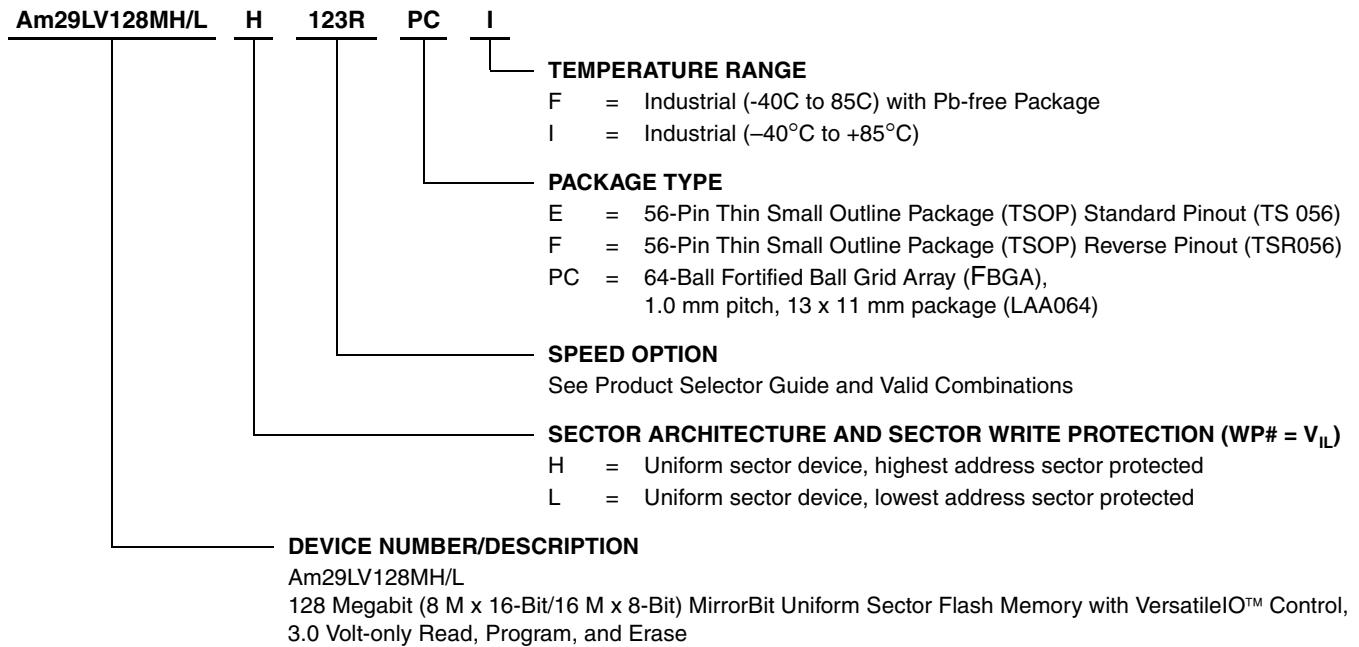 Am29LV128MH/L H 123R PC I
TEMPERATURE RANGE
F = Industrial (-40C to 85C) with Pb-free Package
I = Industrial (–40°C to +85°C)
PACKAGE TYPE
E = 56-Pin Thin Small Outline Package (TSOP) Standard Pinout (TS 056)
F = 56-Pin Thin Small Outline Package (TSOP) Reverse Pinout (TSR056)
PC = 64-Ball Fortified Ball Grid Array (FBGA),
1.0 mm pitch, 13 x 11 mm package (LAA064)
SPEED OPTION
See Product Selector Guide and Valid Combinations
SECTOR ARCHITECTURE AND SECTOR WRITE PROTECTION (WP# = VIL)
H = Uniform sector device, highest address sector protected
L = Uniform sector device, lowest address sector protected
DEVICE NUMBER/DESCRIPTION
Am29LV128MH/L
128 Megabit (8 M x 16-Bit/16 M x 8-Bit) MirrorBit Uniform Sector Flash Memory with VersatileIO™ Control,
3.0 Volt-only Read, Program, and Erase